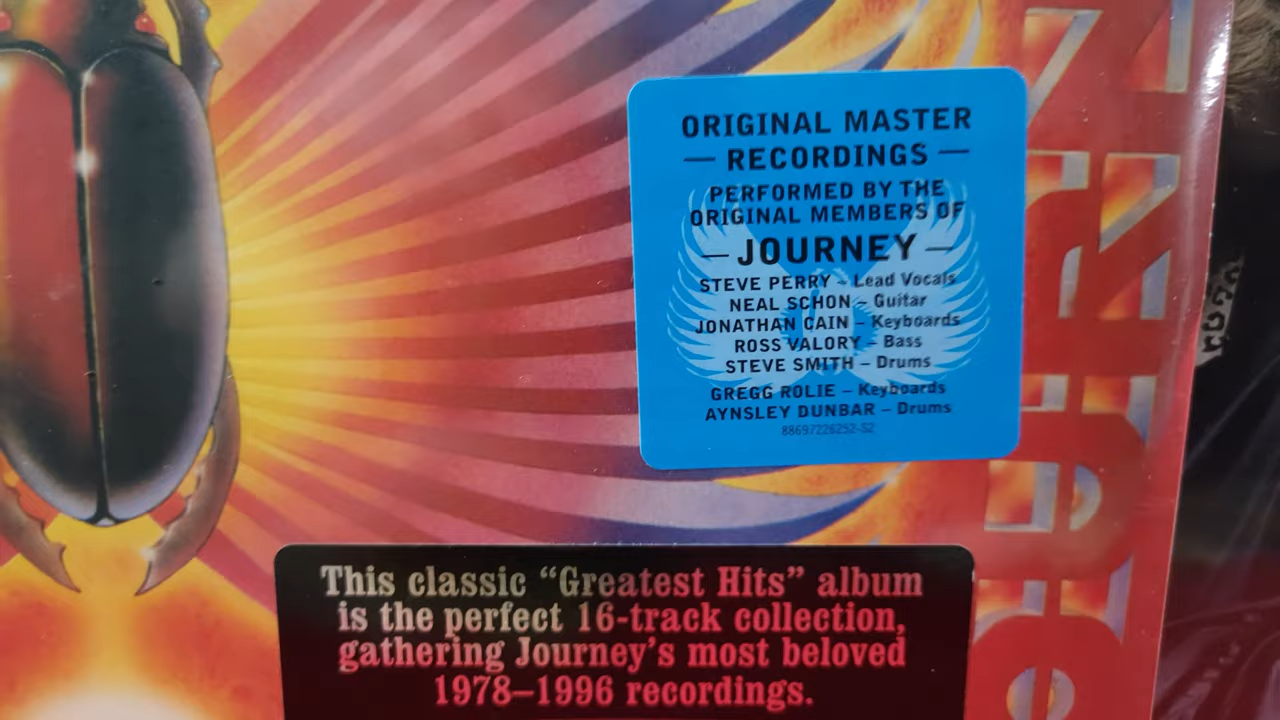 ORIGINAL MASTER
— RECORDINGS —
PERFORMED BY THE
ORIGINAL MEMBERS OF
— JOURNEY —
STEVE PERRY – Lead Vocals
NEAL SCHON – Guitar
JONATHAN CAIN – Keyboards
ROSS VALORY – Bass
STEVE SMITH – Drums
GREGG ROLIE – Keyboards
AYNSLEY DUNBAR – Drums
88697226252-S2
This classic “Greatest Hits” album
is the perfect 16-track collection,
gathering Journey’s most beloved
1978–1996 recordings.